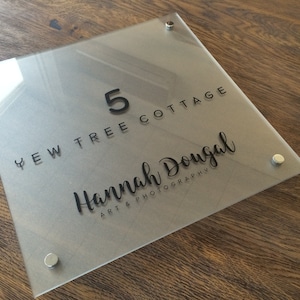 5
YEW TREE COTTAGE
Hannah Dougal
ART & PHOTOGRAPHY